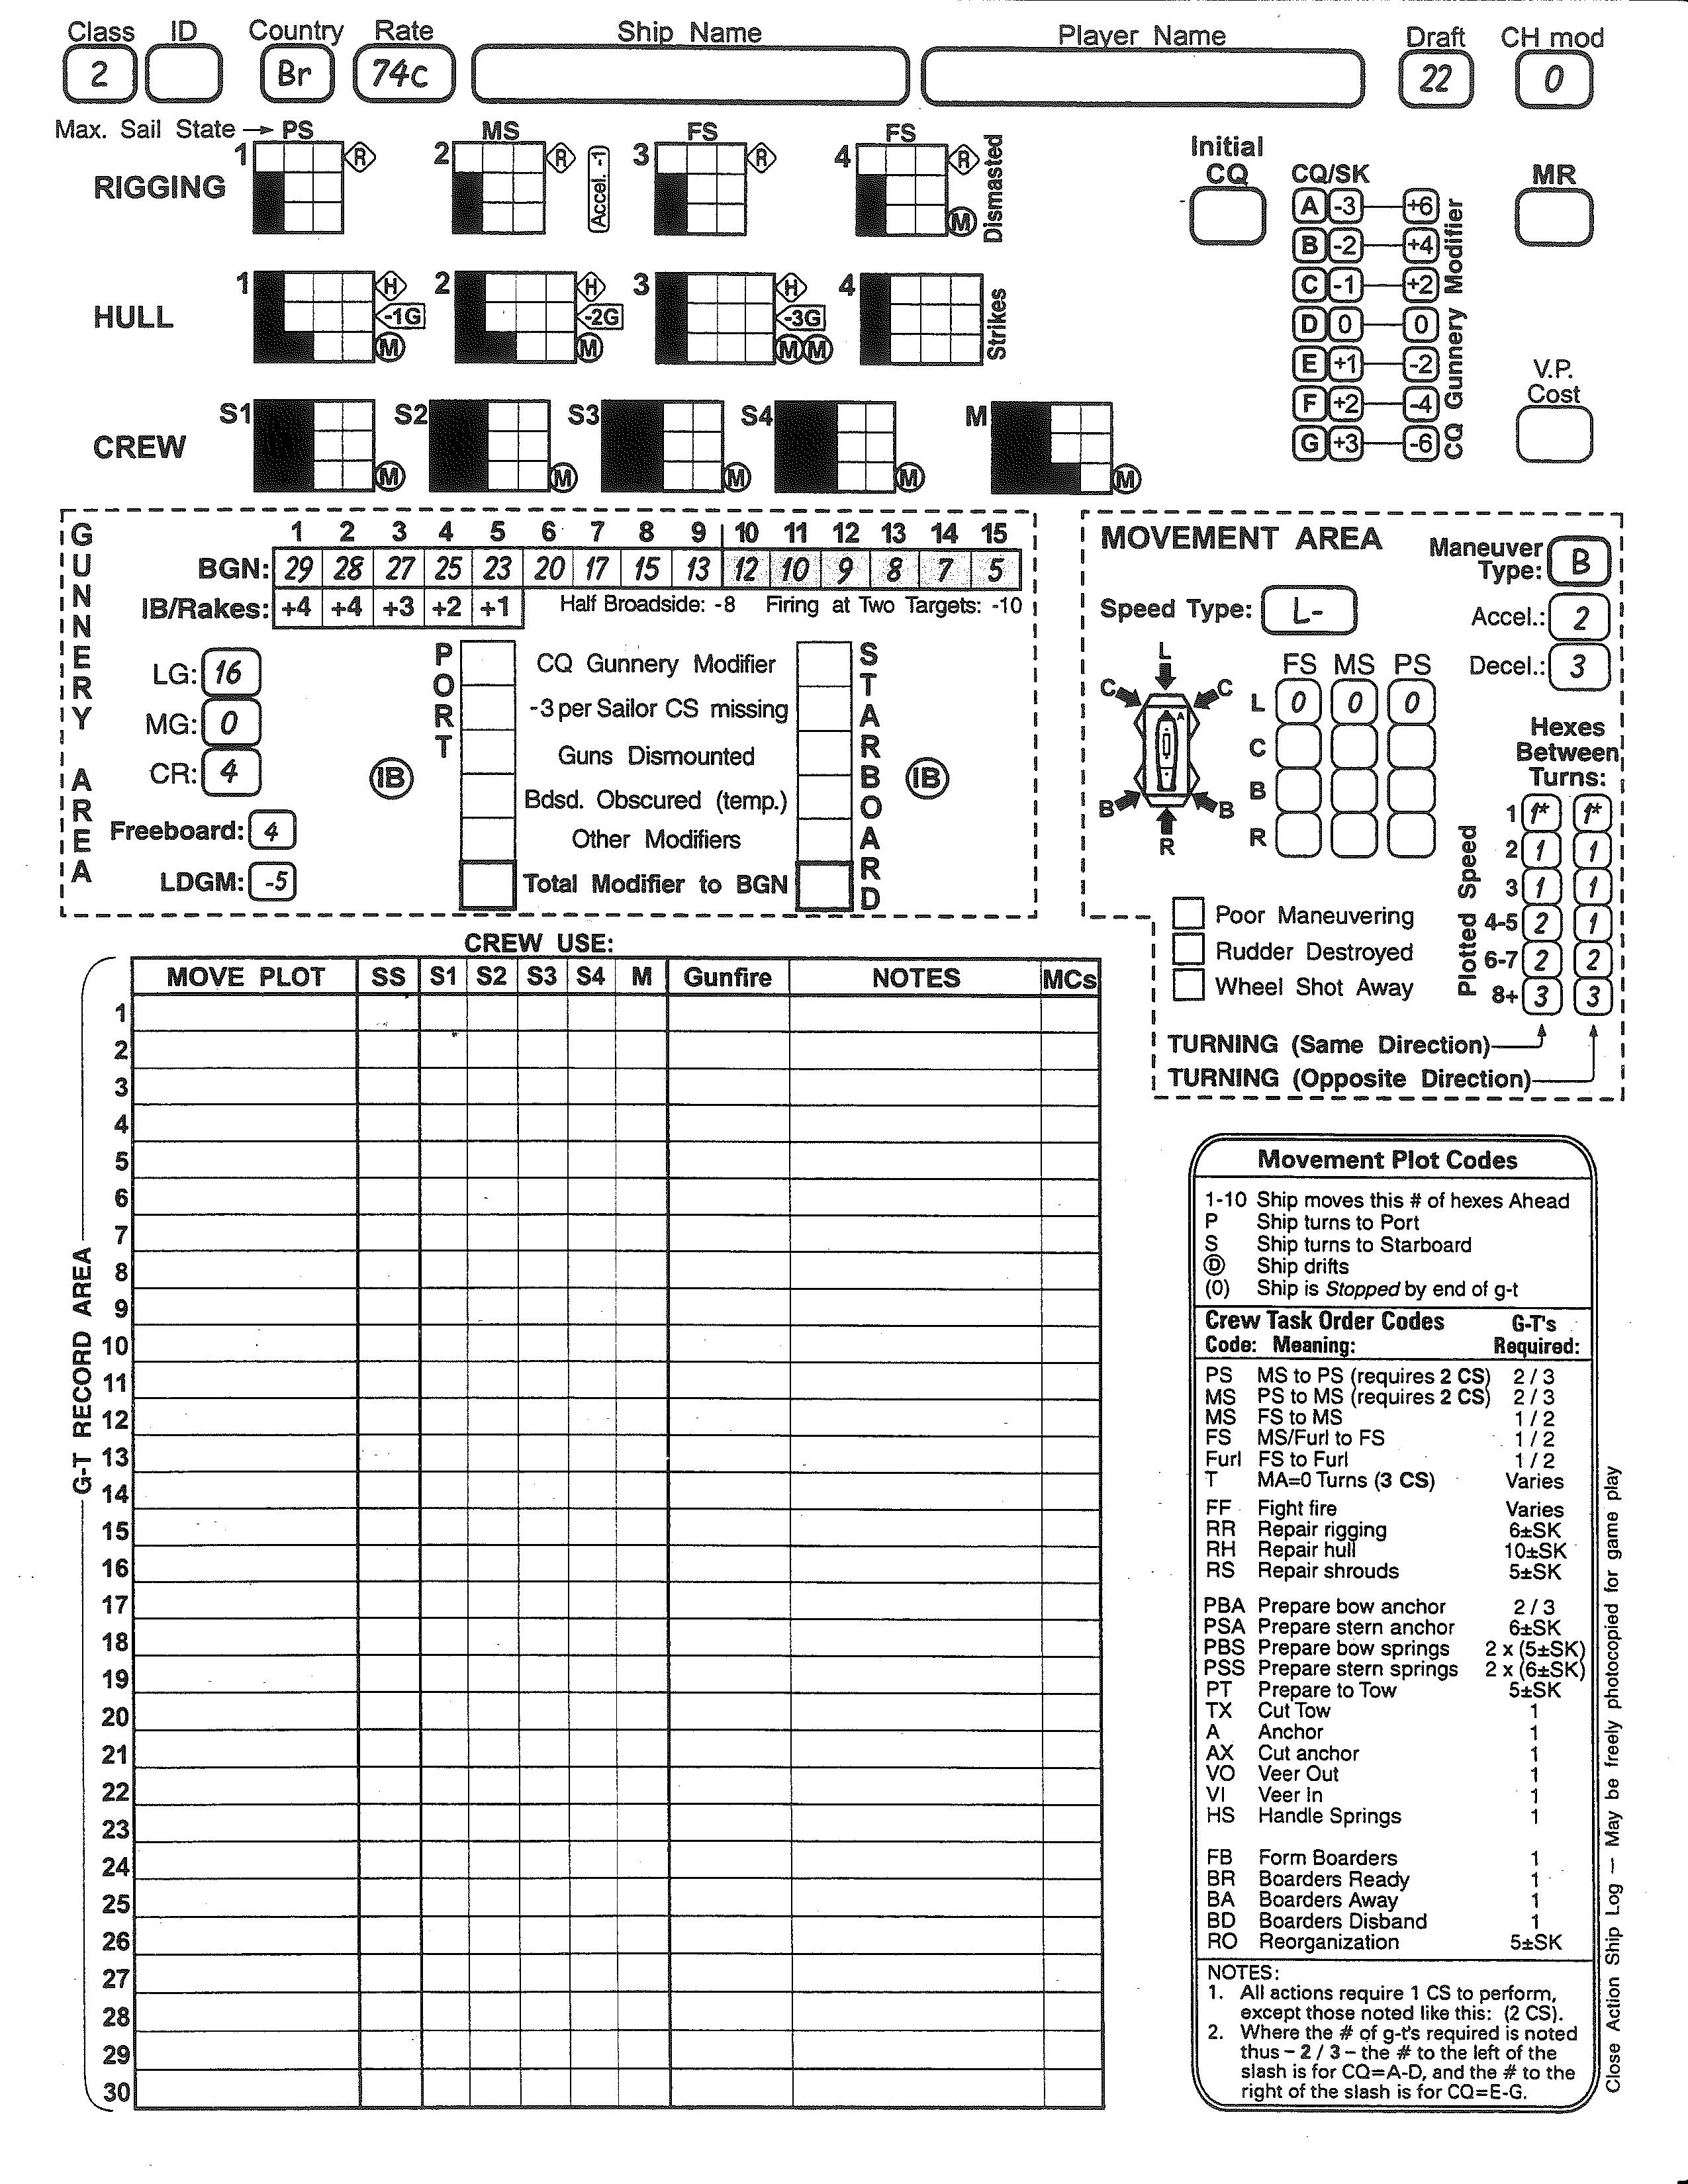 Class ID Country Rate Ship Name Player Name Draft CH mod
2 Br 74c 22 0
Max. Sail State → PS MS FS FS
RIGGING 1 R 2 R Accel. -1 3 R 4 R M Dismasted
HULL 1 H -1G M 2 H -2G M 3 H -3G M M 4 Strikes
CREW S1 M S2 M S3 M S4 M M M
Initial CQ
CQ/SK
A -3 +6
B -2 +4
C -1 +2
D 0 0
E +1 -2
F +2 -4
G +3 -6
CQ Gunnery Modifier
MR
V.P. Cost
GUNNERY AREA
1 2 3 4 5 6 7 8 9 10 11 12 13 14 15
BGN: 29 28 27 25 23 20 17 15 13 12 10 9 8 7 5
IB/Rakes: +4 +4 +3 +2 +1 Half Broadside: -8 Firing at Two Targets: -10
LG: 16
MG: 0
CR: 4
Freeboard: 4
LDGM: -5
IB
PORT
CQ Gunnery Modifier
-3 per Sailor CS missing
Guns Dismounted
Bdsd. Obscured (temp.)
Other Modifiers
Total Modifier to BGN
STARBOARD
IB
MOVEMENT AREA
Maneuver Type: B
Speed Type: L-
Accel.: 2
Decel.: 3
L
C C
A
B B
R
FS MS PS
L 0 0 0
C
B
R
Hexes Between Turns:
Plotted Speed
1 1* 1*
2 1 1
3 1 1
4-5 2 1
6-7 2 2
8+ 3 3
Poor Maneuvering
Rudder Destroyed
Wheel Shot Away
TURNING (Same Direction)
TURNING (Opposite Direction)
CREW USE:
MOVE PLOT SS S1 S2 S3 S4 M Gunfire NOTES MCs
G-T RECORD AREA
1
2
3
4
5
6
7
8
9
10
11
12
13
14
15
16
17
18
19
20
21
22
23
24
25
26
27
28
29
30
Movement Plot Codes
1-10 Ship moves this # of hexes Ahead
P Ship turns to Port
S Ship turns to Starboard
Ⓓ Ship drifts
(0) Ship is Stopped by end of g-t
Crew Task Order Codes G-T's
Code: Meaning: Required:
PS MS to PS (requires 2 CS) 2 / 3
MS PS to MS (requires 2 CS) 2 / 3
MS FS to MS 1 / 2
FS MS/Furl to FS 1 / 2
Furl FS to Furl 1 / 2
T MA=0 Turns (3 CS) Varies
FF Fight fire Varies
RR Repair rigging 6±SK
RH Repair hull 10±SK
RS Repair shrouds 5±SK
PBA Prepare bow anchor 2 / 3
PSA Prepare stern anchor 6±SK
PBS Prepare bow springs 2 x (5±SK)
PSS Prepare stern springs 2 x (6±SK)
PT Prepare to Tow 5±SK
TX Cut Tow 1
A Anchor 1
AX Cut anchor 1
VO Veer Out 1
VI Veer In 1
HS Handle Springs 1
FB Form Boarders 1
BR Boarders Ready 1
BA Boarders Away 1
BD Boarders Disband 1
RO Reorganization 5±SK
NOTES:
1. All actions require 1 CS to perform,
except those noted like this: (2 CS).
2. Where the # of g-t's required is noted
thus – 2 / 3 – the # to the left of the
slash is for CQ=A-D, and the # to the
right of the slash is for CQ=E-G.
Close Action Ship Log — May be freely photocopied for game play